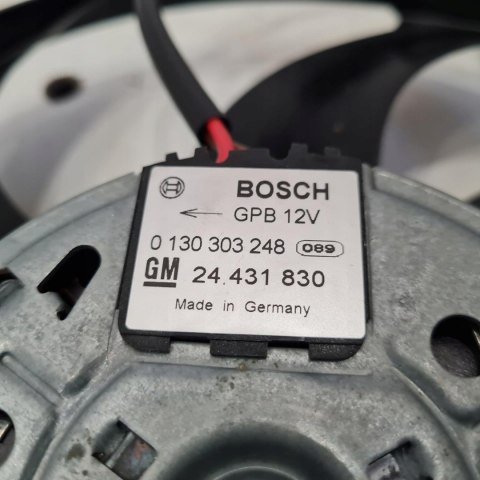 BOSCH
← GPB 12V
0 130 303 248 089
GM 24.431 830
Made in Germany